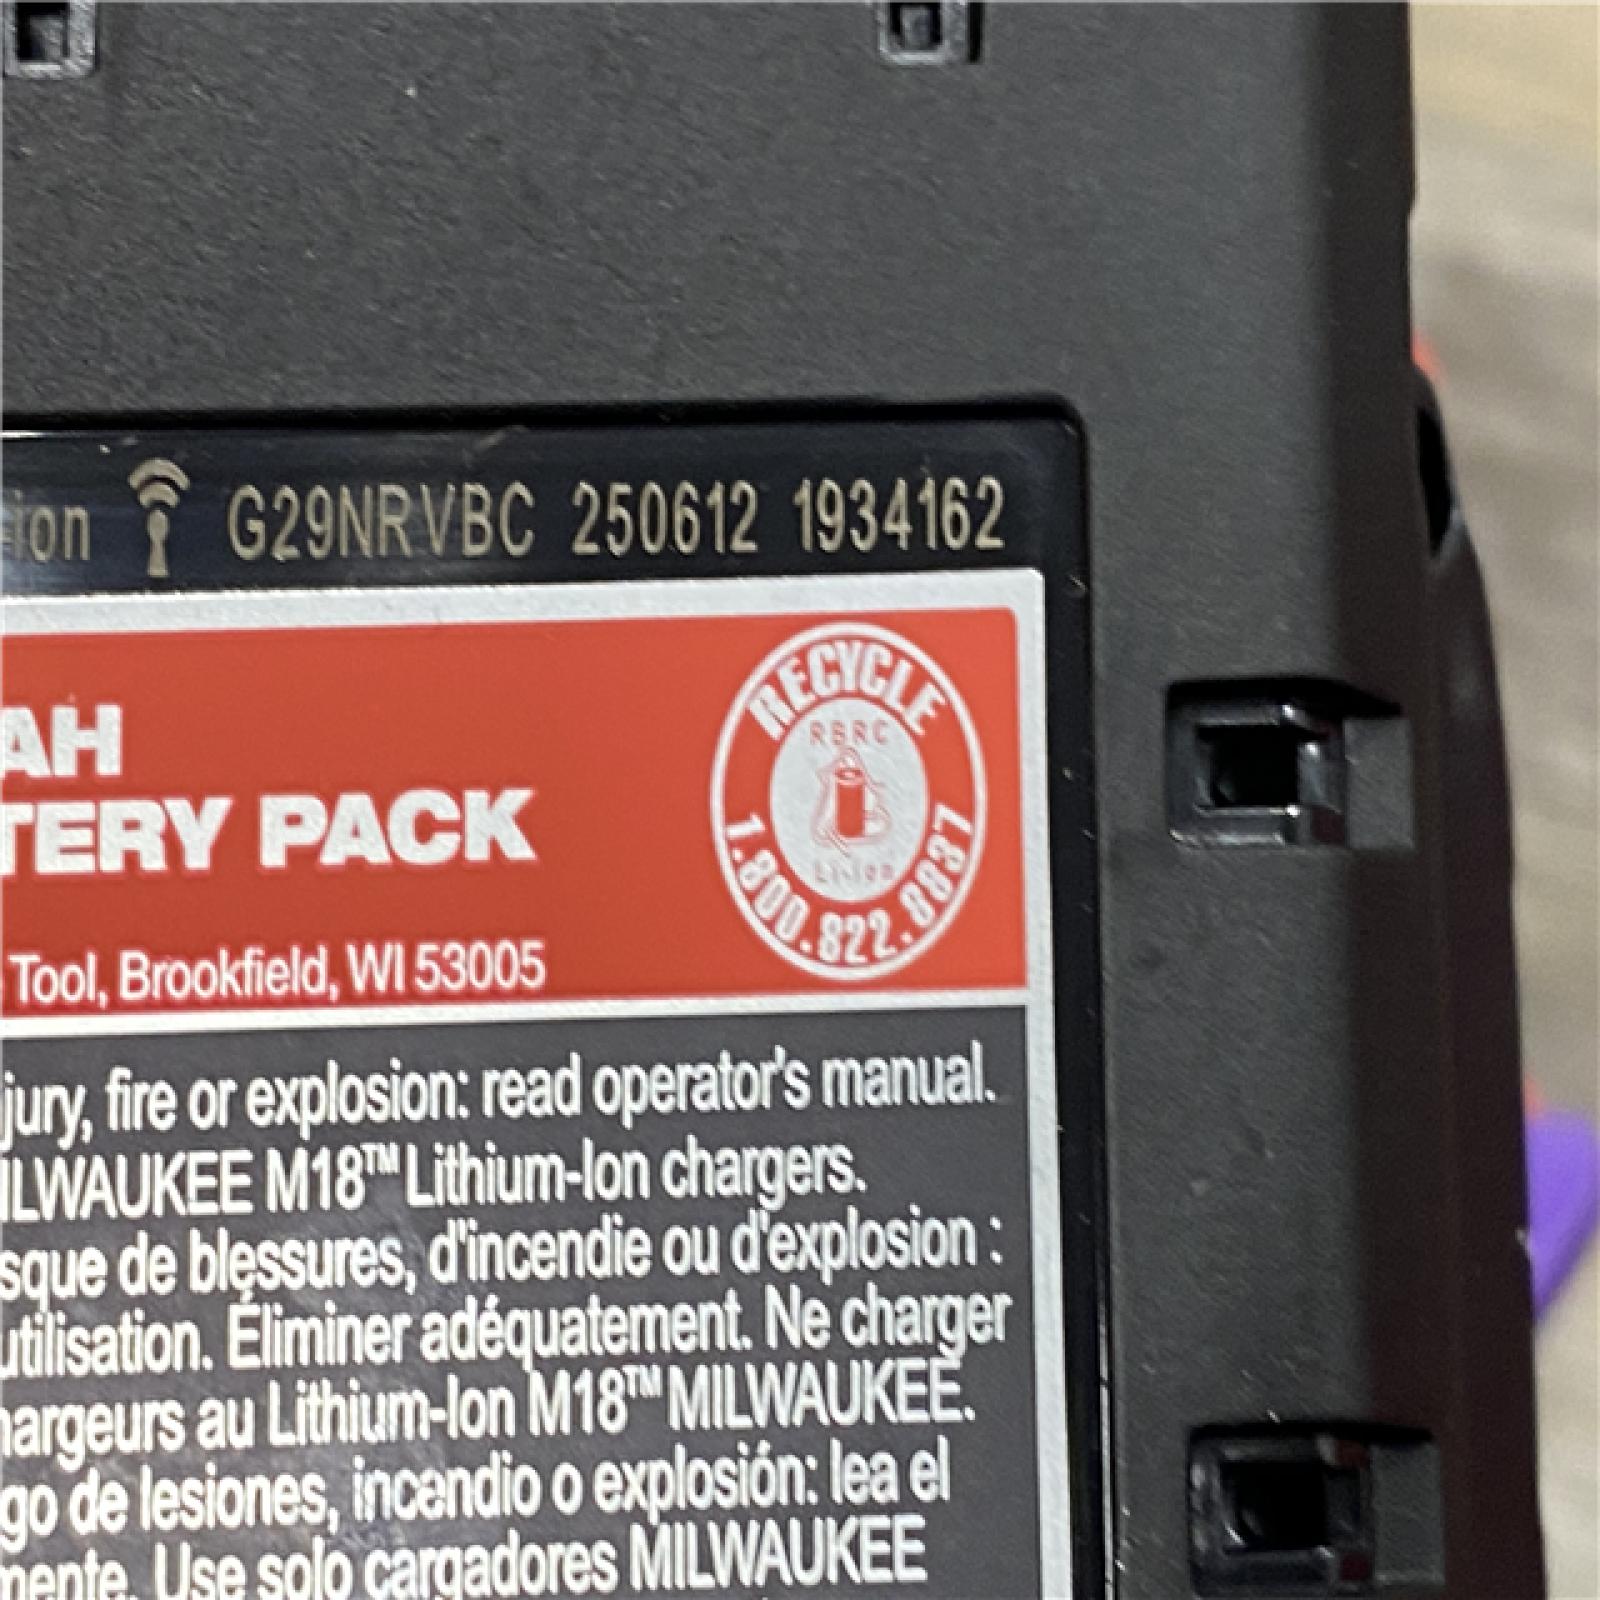 ion G29NRVBC 250612 1934162
AH
TERY PACK
RECYCLE
RBRC
Li-Ion
1.800.822.8837
Tool, Brookfield, WI 53005
jury, fire or explosion: read operator's manual.
ILWAUKEE M18™ Lithium-Ion chargers.
sque de blessures, d'incendie ou d'explosion :
utilisation. Éliminer adéquatement. Ne charger
hargeurs au Lithium-Ion M18™ MILWAUKEE.
go de lesiones, incendio o explosión: lea el
mente. Use solo cargadores MILWAUKEE